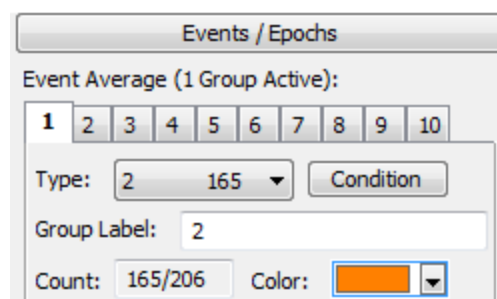 Events / Epochs
Event Average (1 Group Active):
1 2 3 4 5 6 7 8 9 10
Type: 2 165 Condition
Group Label: 2
Count: 165/206 Color: